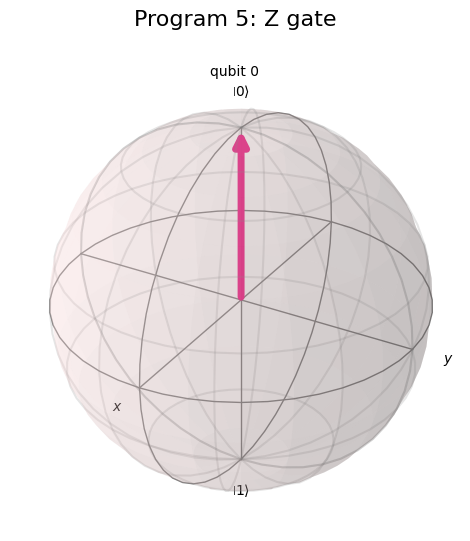 Program 5: Z gate
qubit 0
|0⟩
y
x
|1⟩